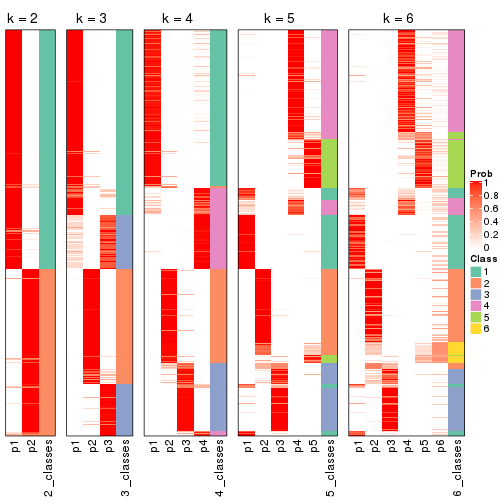 k = 2
k = 3
k = 4
k = 5
k = 6
p1
p2
2_classes
p1
p2
p3
3_classes
p1
p2
p3
p4
4_classes
p1
p2
p3
p4
p5
5_classes
p1
p2
p3
p4
p5
p6
6_classes
Prob
1
0.8
0.6
0.4
0.2
0
Class
1
2
3
4
5
6